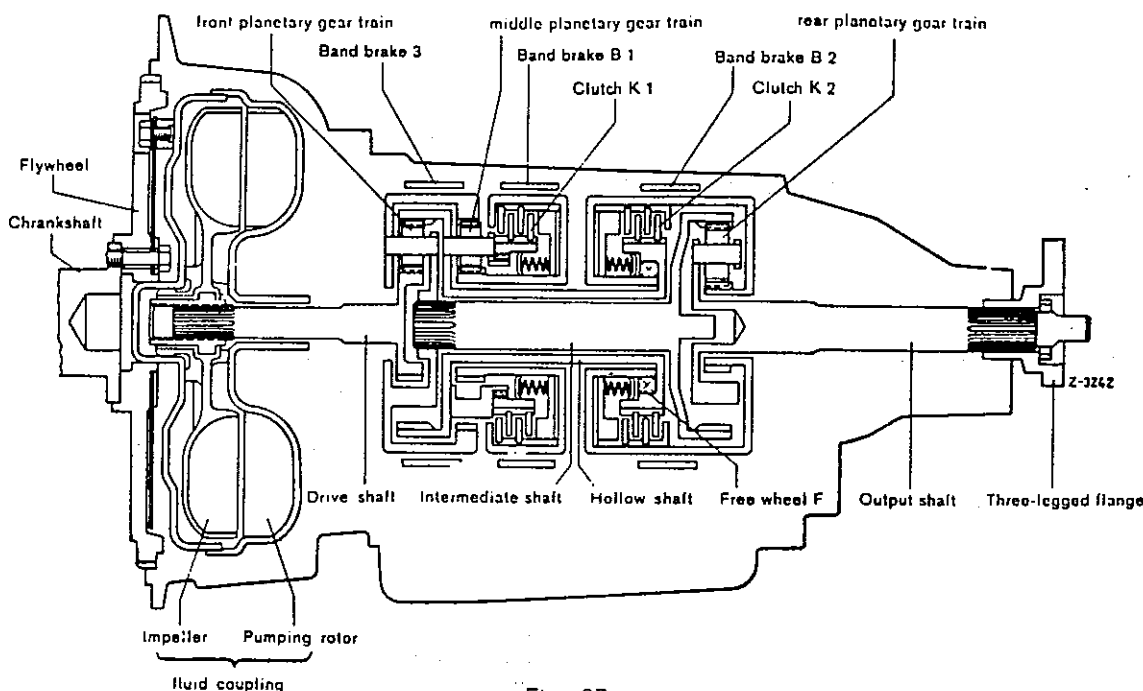 front planetary gear train
middle planetary gear train
rear planetary gear train
Band brake 3
Band brake B 1
Band brake B 2
Clutch K 1
Clutch K 2
Flywheel
Chrankshaft
Z-3242
Drive shaft
Intermediate shaft
Hollow shaft
Free wheel F
Output shaft
Three-legged flange
Impeller
Pumping rotor
fluid coupling